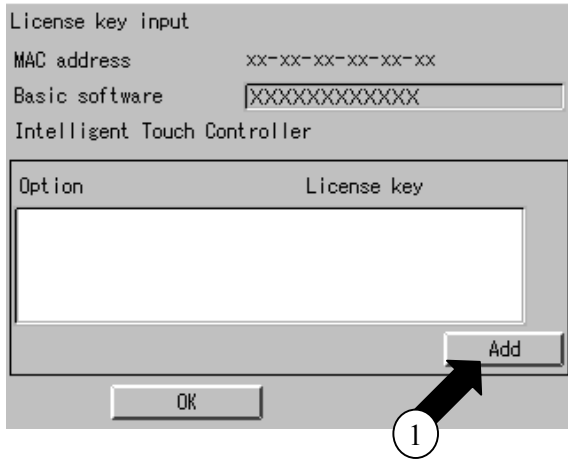 License key input
MAC address xx-xx-xx-xx-xx-xx
Basic software XXXXXXXXXXXX
Intelligent Touch Controller
Option License key
Add
OK
1